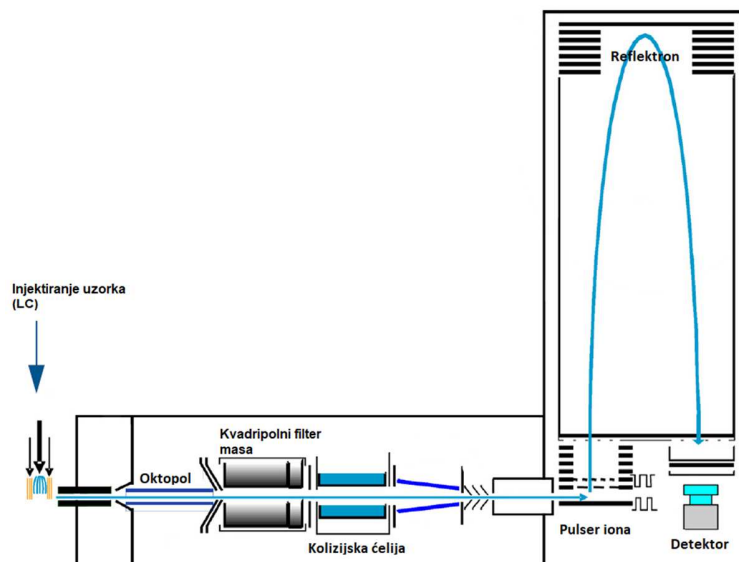 Reflektron
Injektiranje uzorka
(LC)
Kvadripolni filter
masa
Oktopol
Kolizijska ćelija
Pulser iona
Detektor